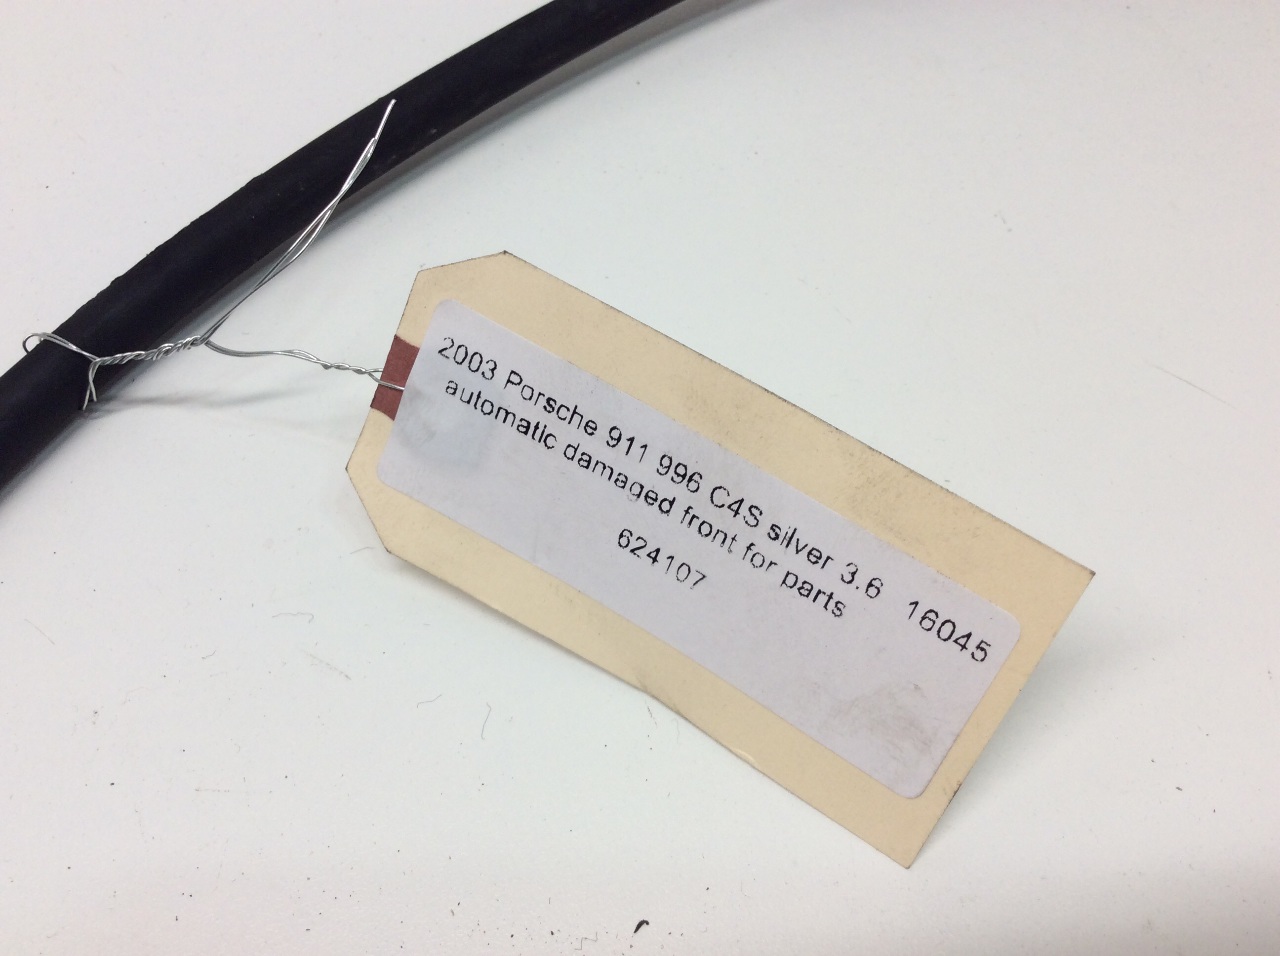 2003 Porsche 911 996 C4S silver 3.6 16045
automatic damaged front for parts
624107